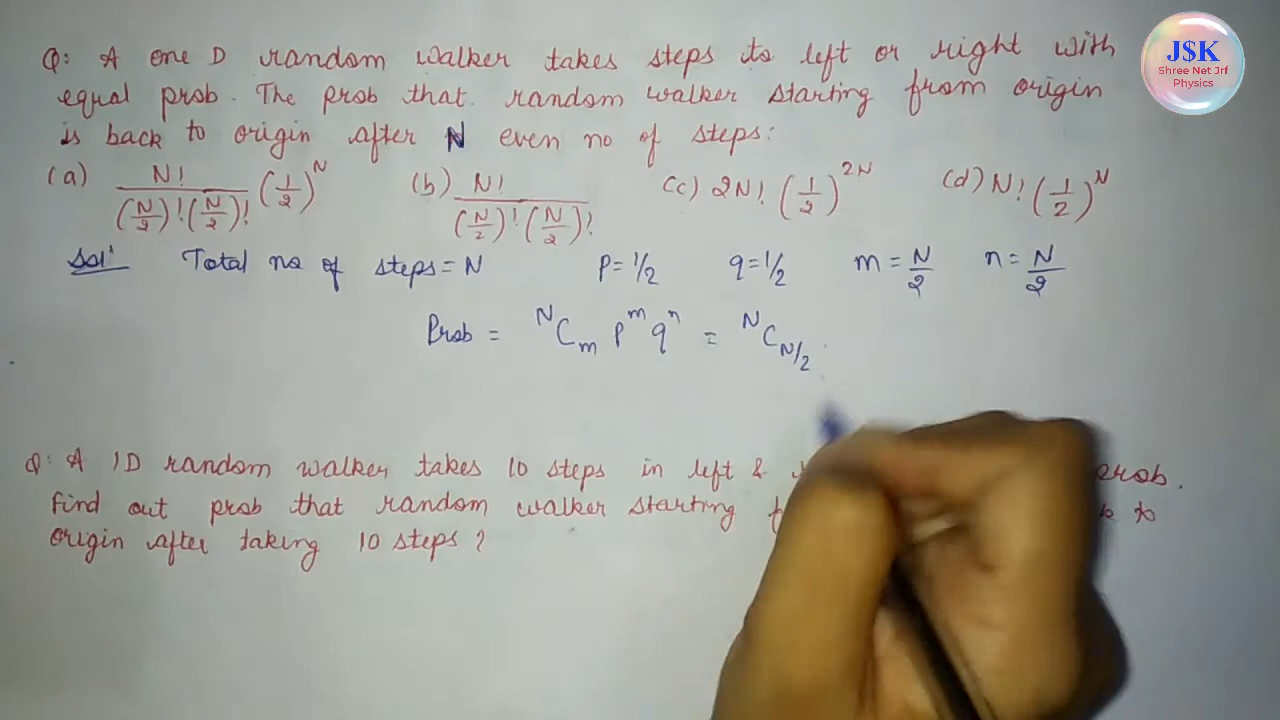 J$K
Shree Net Jrf
Physics
Q: A one D random walker takes steps to left or right with
equal prob. The prob that random walker starting from origin
is back to origin after N even no of steps:
(a) N! / (N/2)! (N/2)! (1/2)^N (b) N! / (N/2)! (N/2)! (c) 2N! (1/2)^2N (d) N! (1/2)^N
Sol' Total no of steps = N P = 1/2 q = 1/2 m = N/2 n = N/2
Prob = ^N C_m P^m q^n = ^N C_N/2
Q: A 1D random walker takes 10 steps in left & prob.
find out prob that random walker starting to
origin after taking 10 steps ?